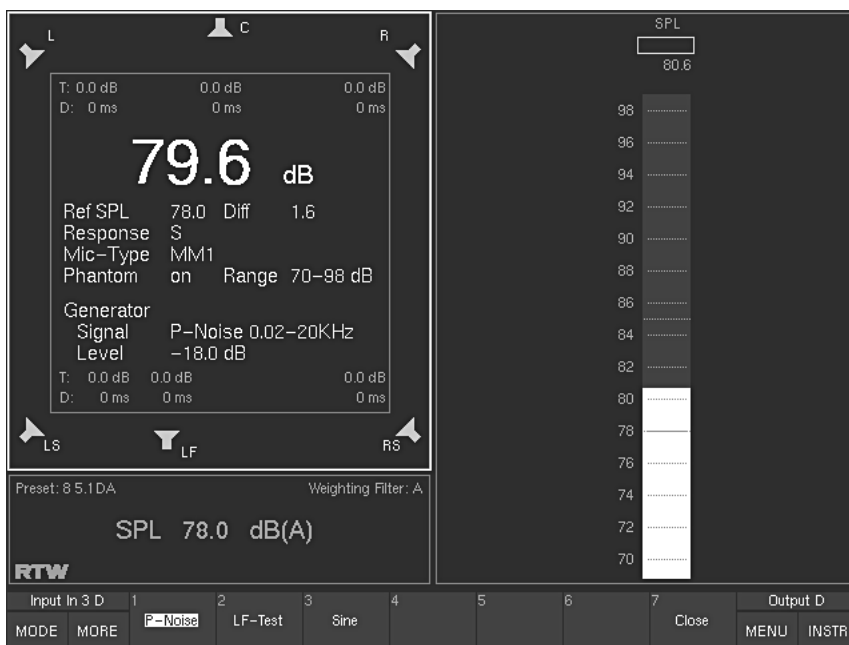 L C R
T: 0.0 dB 0.0 dB 0.0 dB
D: 0 ms 0 ms 0 ms
79.6 dB
Ref SPL 78.0 Diff 1.6
Response S
Mic-Type MM1
Phantom on Range 70-98 dB
Generator
Signal P-Noise 0.02-20KHz
Level -18.0 dB
T: 0.0 dB 0.0 dB 0.0 dB
D: 0 ms 0 ms 0 ms
LS LF RS
Preset: 8 5.1DA Weighting Filter: A
SPL 78.0 dB(A)
RTW
SPL
80.6
98
96
94
92
90
88
86
84
82
80
78
76
74
72
70
Input In 3 D 1 2 3 4 5 6 7 Output D
MODE MORE P-Noise LF-Test Sine Close MENU INSTR